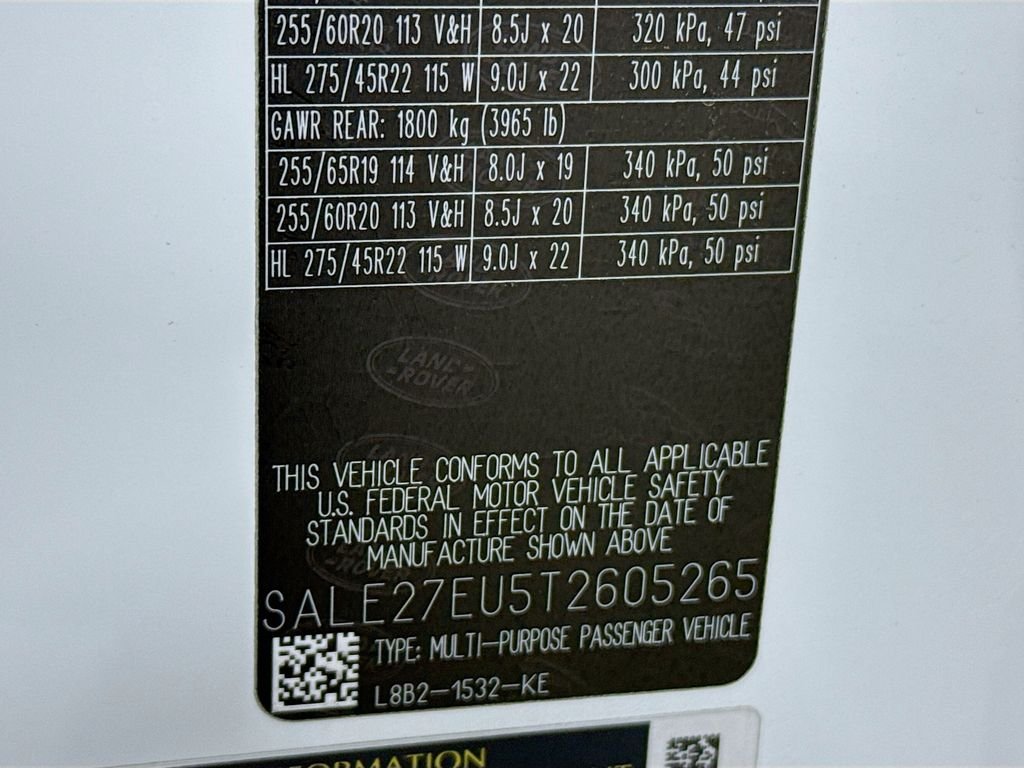 255/60R20 113 V&H 8.5J x 20 320 kPa, 47 psi
HL 275/45R22 115 W 9.0J x 22 300 kPa, 44 psi
GAWR REAR: 1800 kg (3965 lb)
255/65R19 114 V&H 8.0J x 19 340 kPa, 50 psi
255/60R20 113 V&H 8.5J x 20 340 kPa, 50 psi
HL 275/45R22 115 W 9.0J x 22 340 kPa, 50 psi
LAND-
-ROVER
THIS VEHICLE CONFORMS TO ALL APPLICABLE
U.S. FEDERAL MOTOR VEHICLE SAFETY
STANDARDS IN EFFECT ON THE DATE OF
MANUFACTURE SHOWN ABOVE
SALE27EU5T2605265
TYPE: MULTI-PURPOSE PASSENGER VEHICLE
L8B2-1532-KE